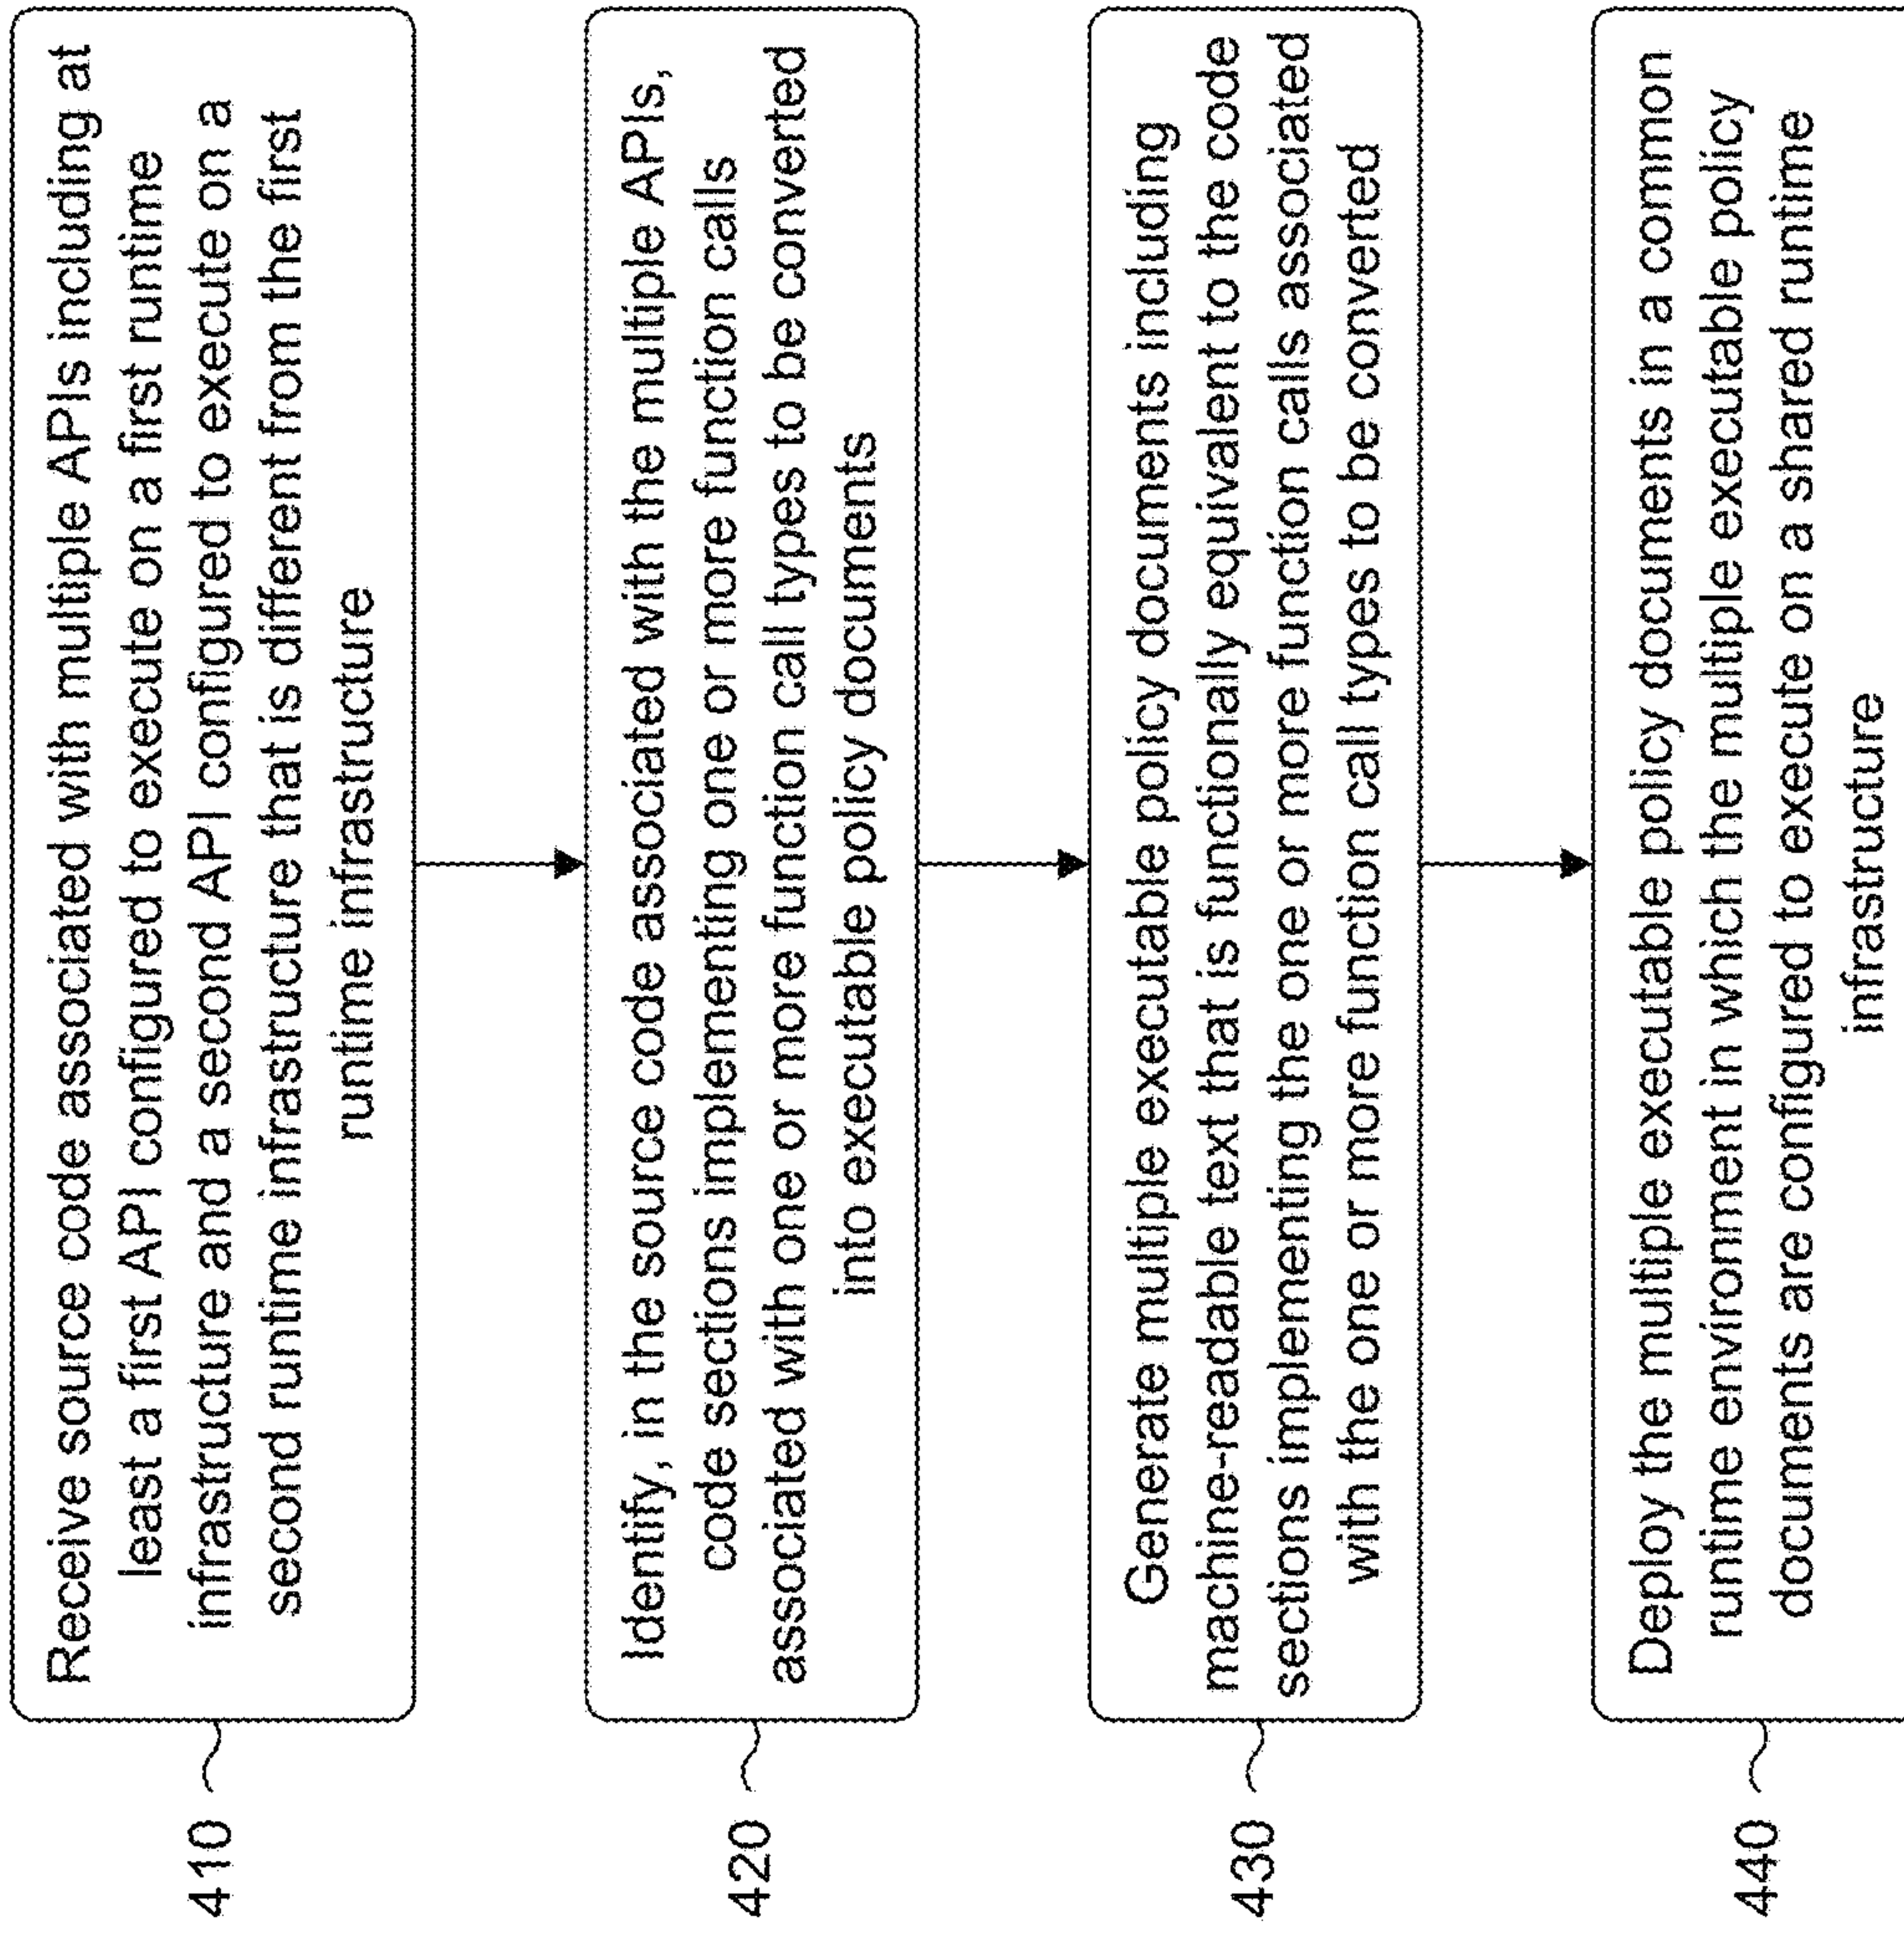 410
Receive source code associated with multiple APIs including at
least a first API configured to execute on a first runtime
infrastructure and a second API configured to execute on a
second runtime infrastructure that is different from the first
runtime infrastructure
420
Identify, in the source code associated with the multiple APIs,
code sections implementing one or more function calls
associated with one or more function call types to be converted
into executable policy documents
430
Generate multiple executable policy documents including
machine-readable text that is functionally equivalent to the code
sections implementing the one or more function calls associated
with the one or more function call types to be converted
440
Deploy the multiple executable policy documents in a common
runtime environment in which the multiple executable policy
documents are configured to execute on a shared runtime
infrastructure